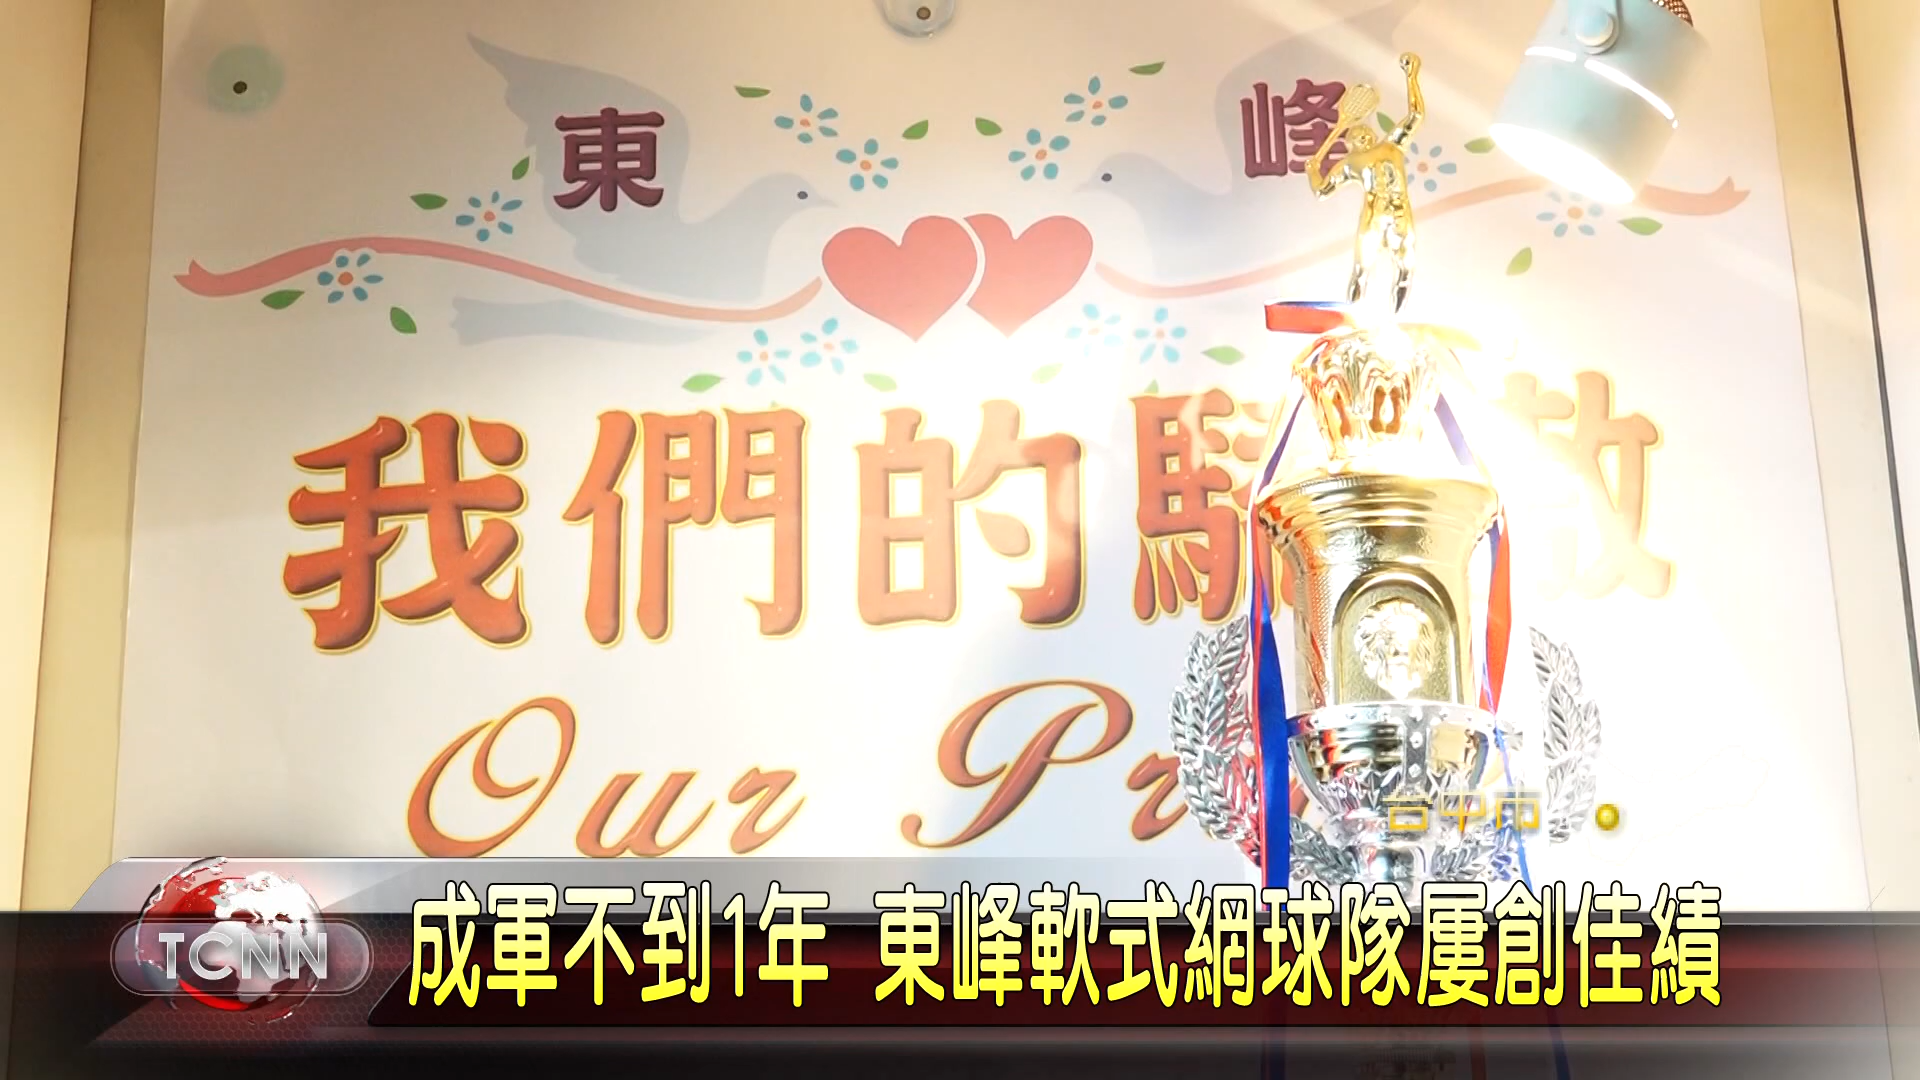 東 峰
我們的驕傲
Our Pr
台中市
TCNN
成軍不到1年 東峰軟式網球隊屢創佳績